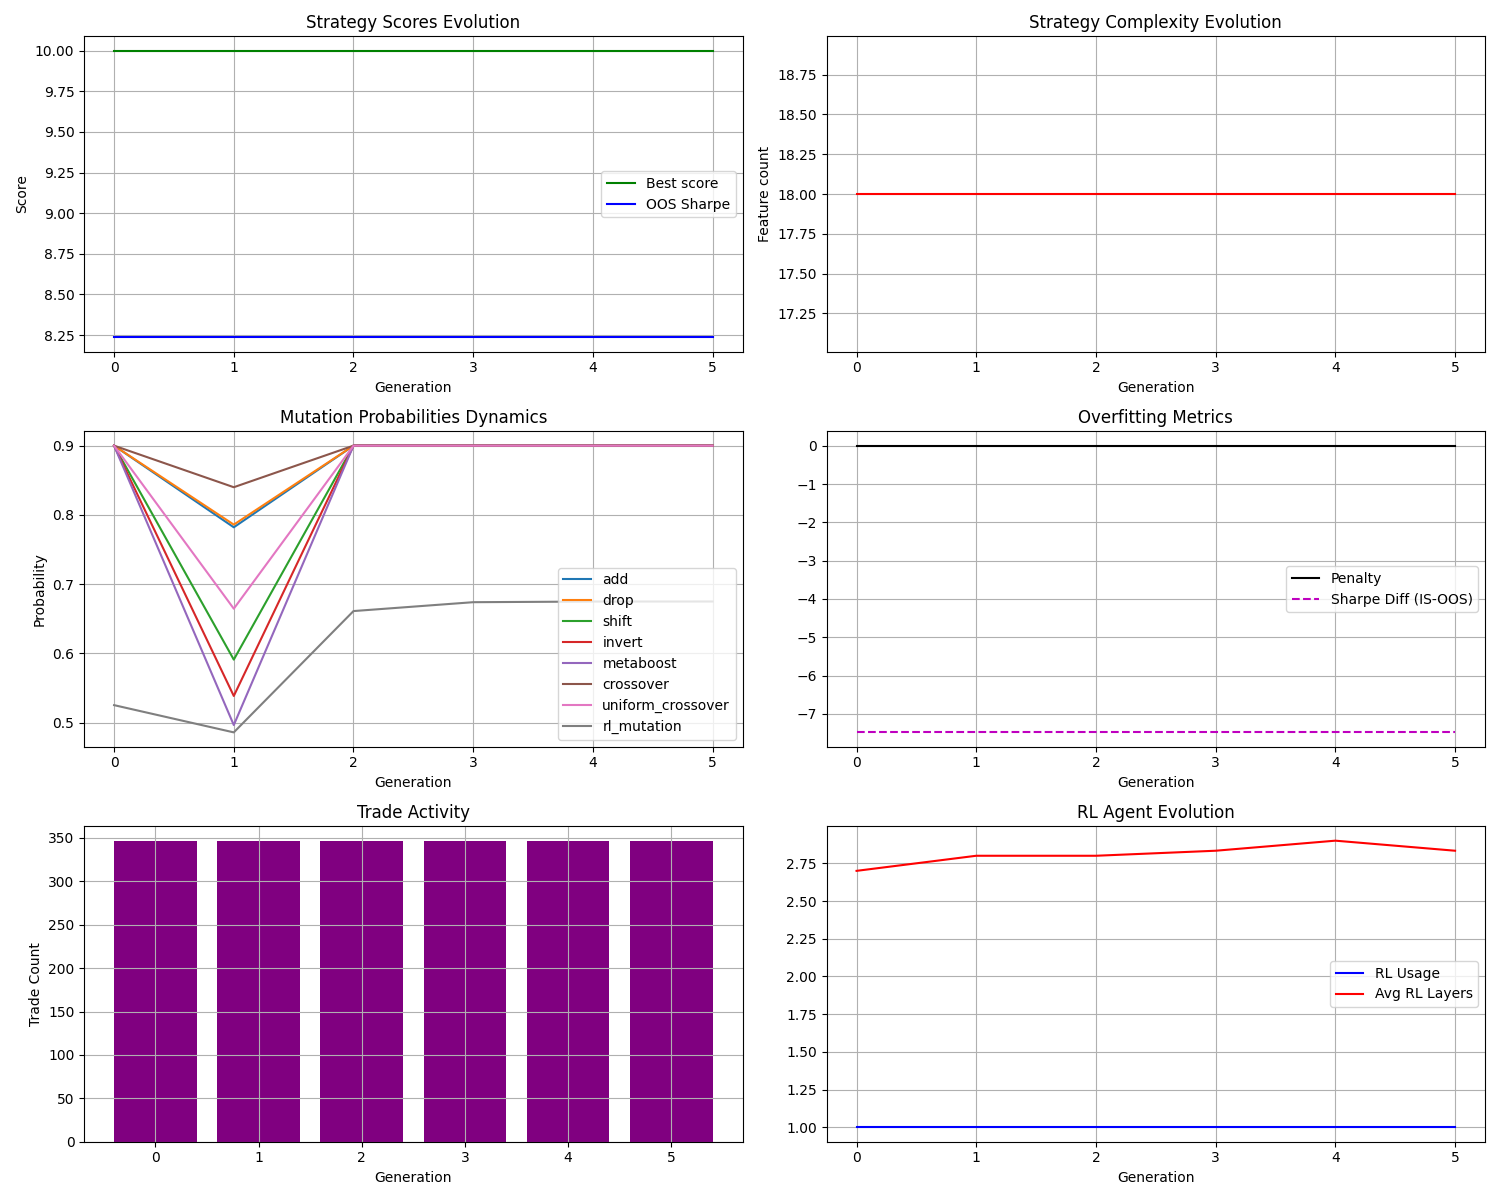 Strategy Scores Evolution
10.00
9.75
9.50
9.25
9.00
8.75
8.50
8.25
Score
Best score
OOS Sharpe
0 1 2 3 4 5
Generation
Strategy Complexity Evolution
18.75
18.50
18.25
18.00
17.75
17.50
17.25
Feature count
0 1 2 3 4 5
Generation
Mutation Probabilities Dynamics
0.9
0.8
0.7
0.6
0.5
Probability
add
drop
shift
invert
metaboost
crossover
uniform_crossover
rl_mutation
0 1 2 3 4 5
Generation
Overfitting Metrics
0
−1
−2
−3
−4
−5
−6
−7
Penalty
Sharpe Diff (IS-OOS)
0 1 2 3 4 5
Generation
Trade Activity
350
300
250
200
150
100
50
0
Trade Count
0 1 2 3 4 5
Generation
RL Agent Evolution
2.75
2.50
2.25
2.00
1.75
1.50
1.25
1.00
RL Usage
Avg RL Layers
0 1 2 3 4 5
Generation